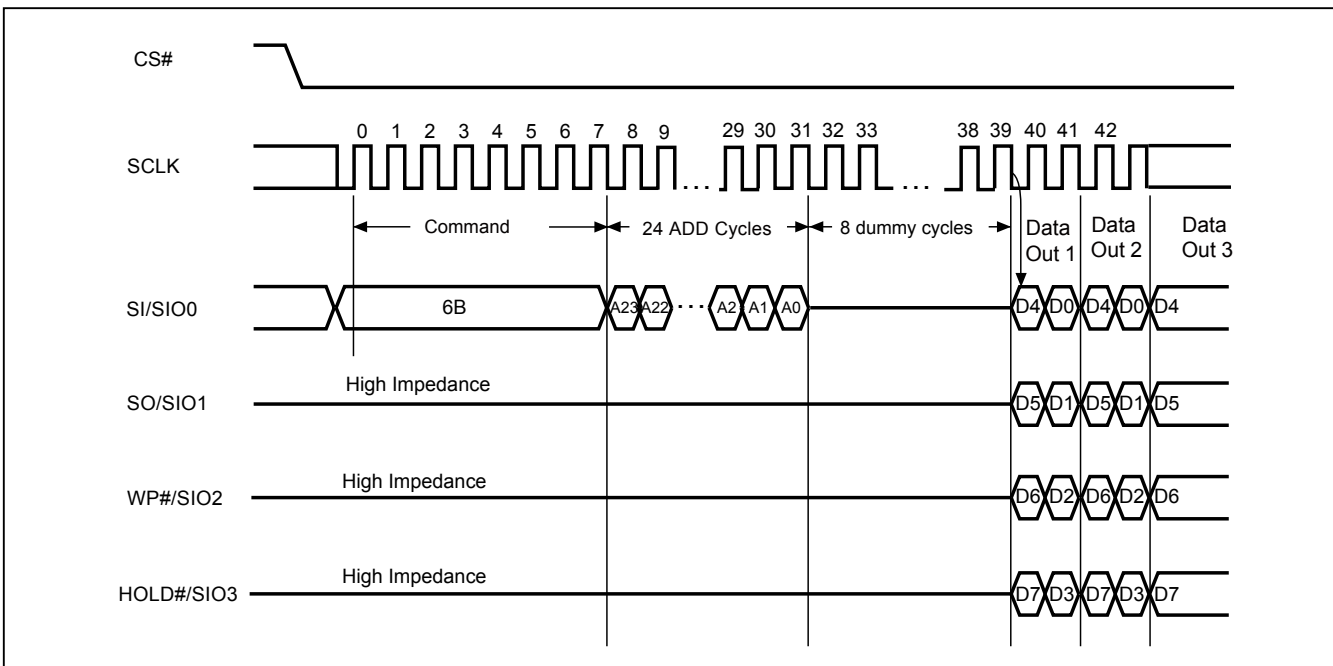 CS#
0 1 2 3 4 5 6 7 8 9 29 30 31 32 33 38 39 40 41 42
SCLK
Command 24 ADD Cycles 8 dummy cycles
Data Out 1
Data Out 2
Data Out 3
SI/SIO0 6B A23 A22 A2 A1 A0 D4 D0 D4 D0 D4
High Impedance
SO/SIO1 D5 D1 D5 D1 D5
High Impedance
WP#/SIO2 D6 D2 D6 D2 D6
High Impedance
HOLD#/SIO3 D7 D3 D7 D3 D7